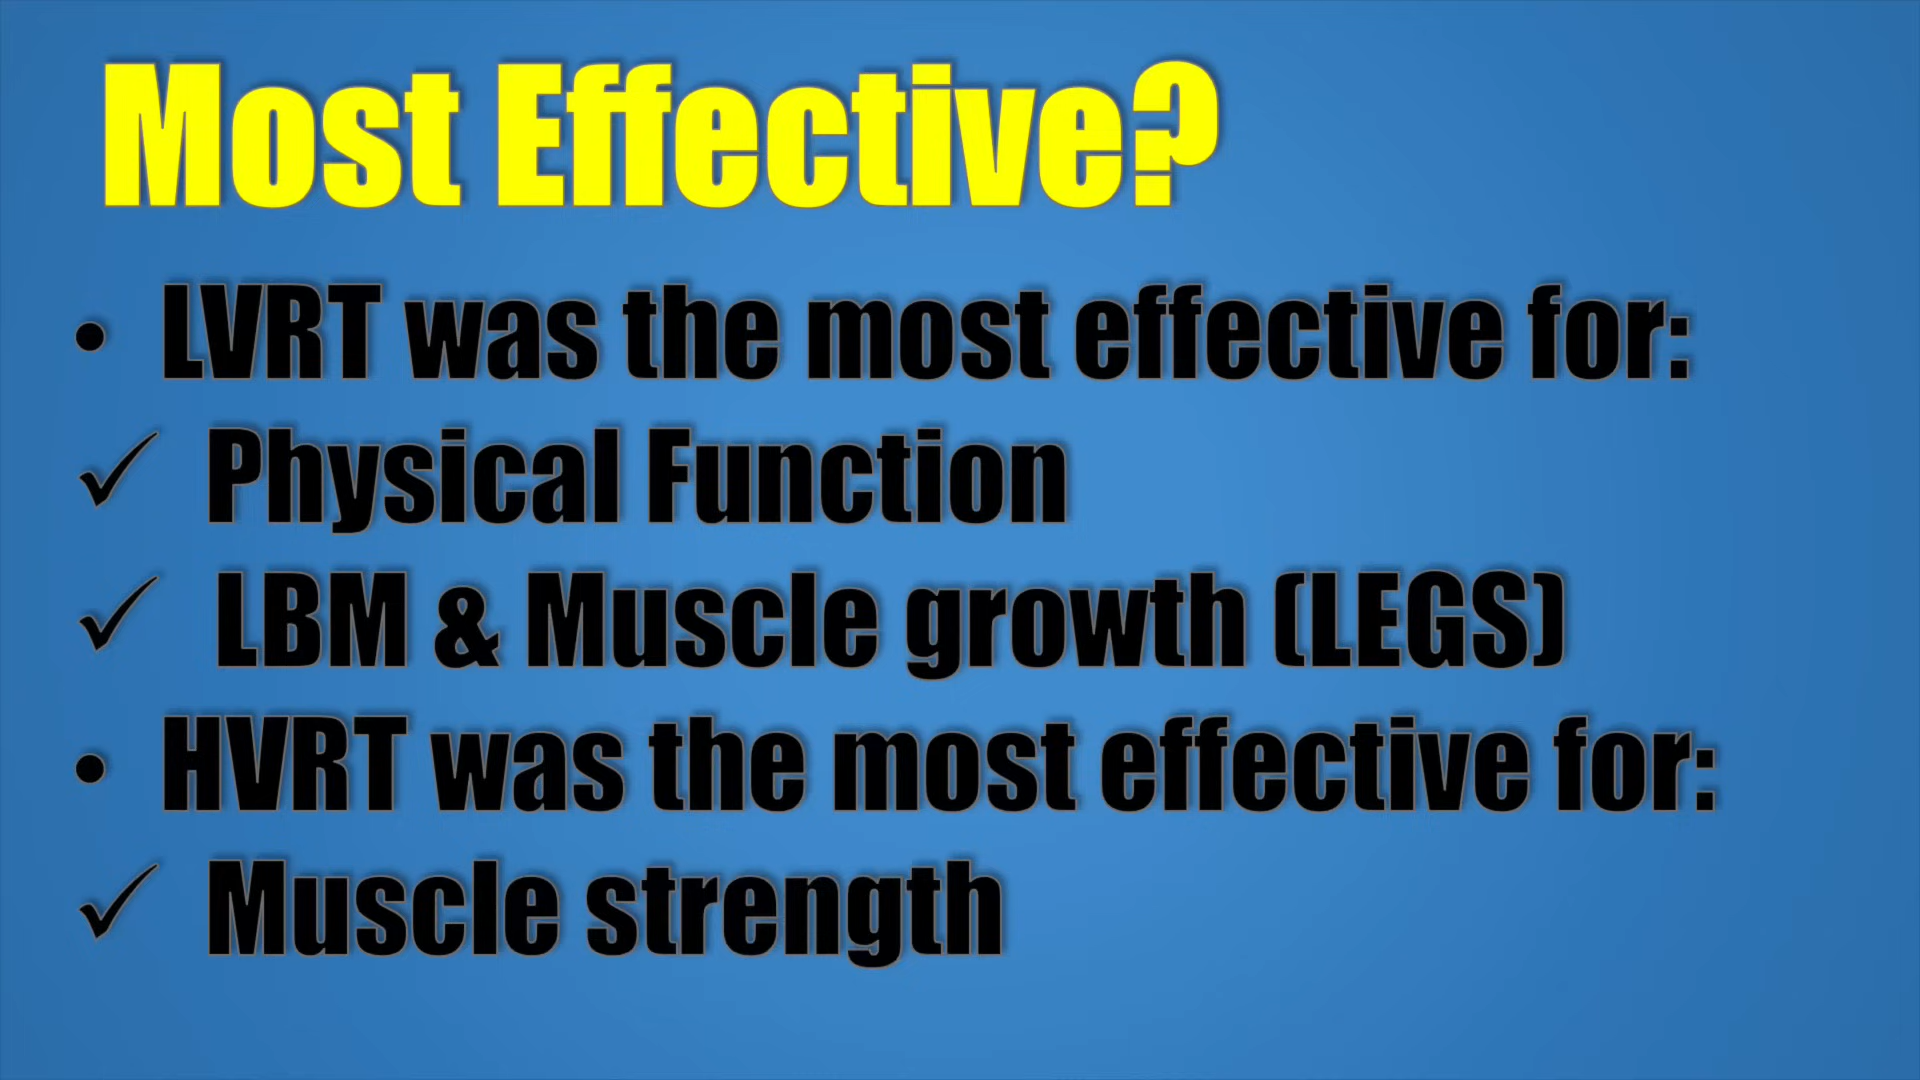 Most Effective?
• LVRT was the most effective for:
✓ Physical Function
✓ LBM & Muscle growth (LEGS)
• HVRT was the most effective for:
✓ Muscle strength